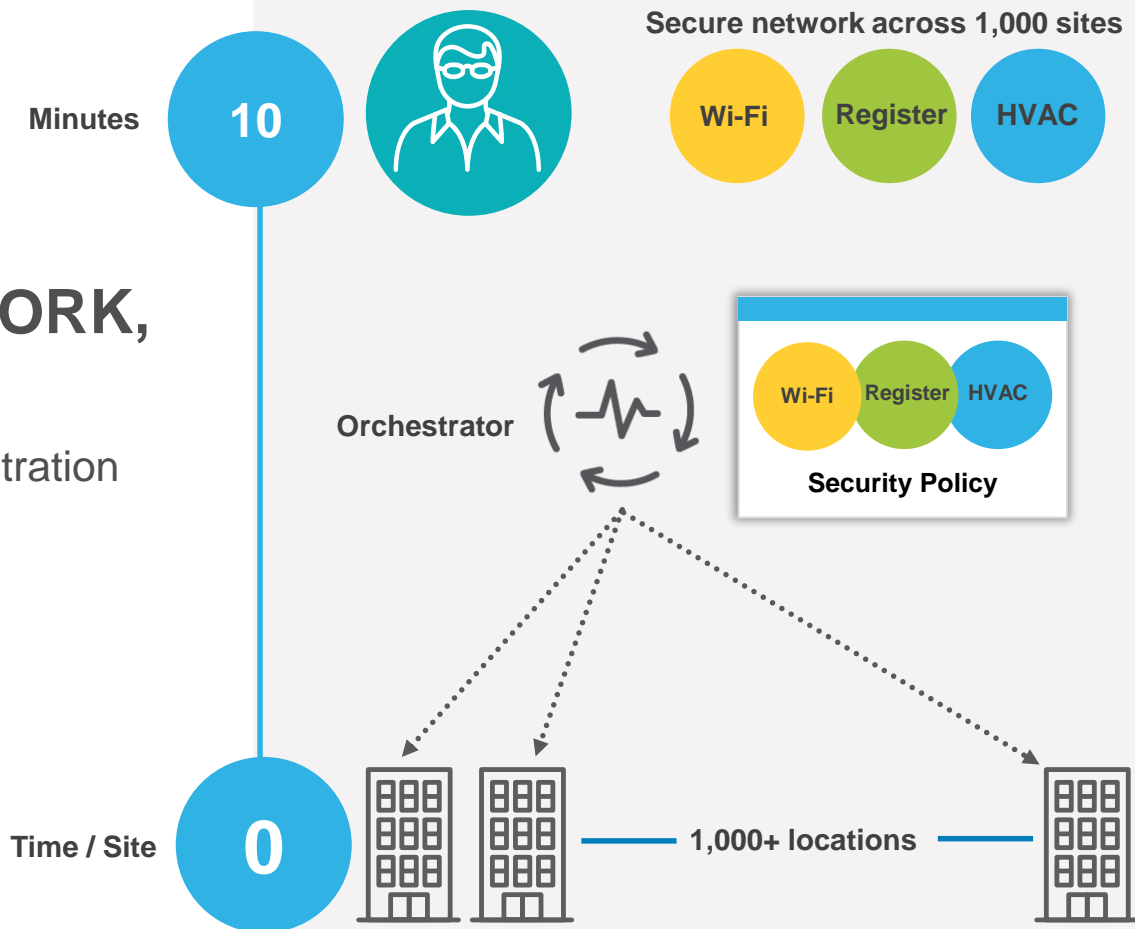 Secure network across 1,000 sites
Minutes
10
Wi-Fi
Register
HVAC
ORK,
tration
Orchestrator
Wi-Fi
Register
HVAC
Security Policy
Time / Site
0
1,000+ locations